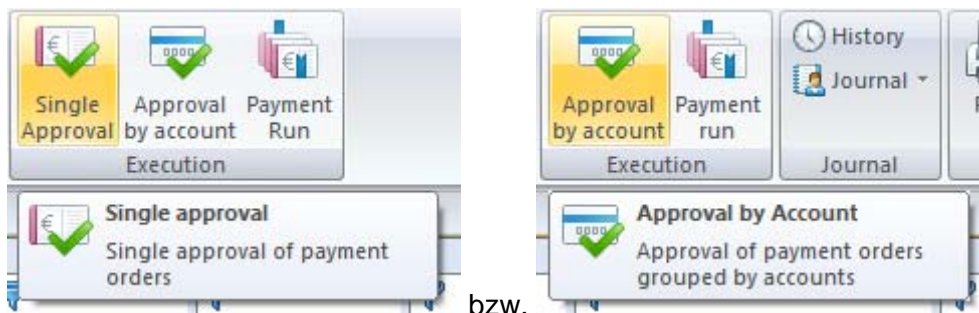 Single Approval
Approval by account
Payment Run
Execution
Single approval
Single approval of payment
orders
bzw.
Approval by account
Payment run
Execution
History
Journal
Journal
Approval by Account
Approval of payment orders
grouped by accounts